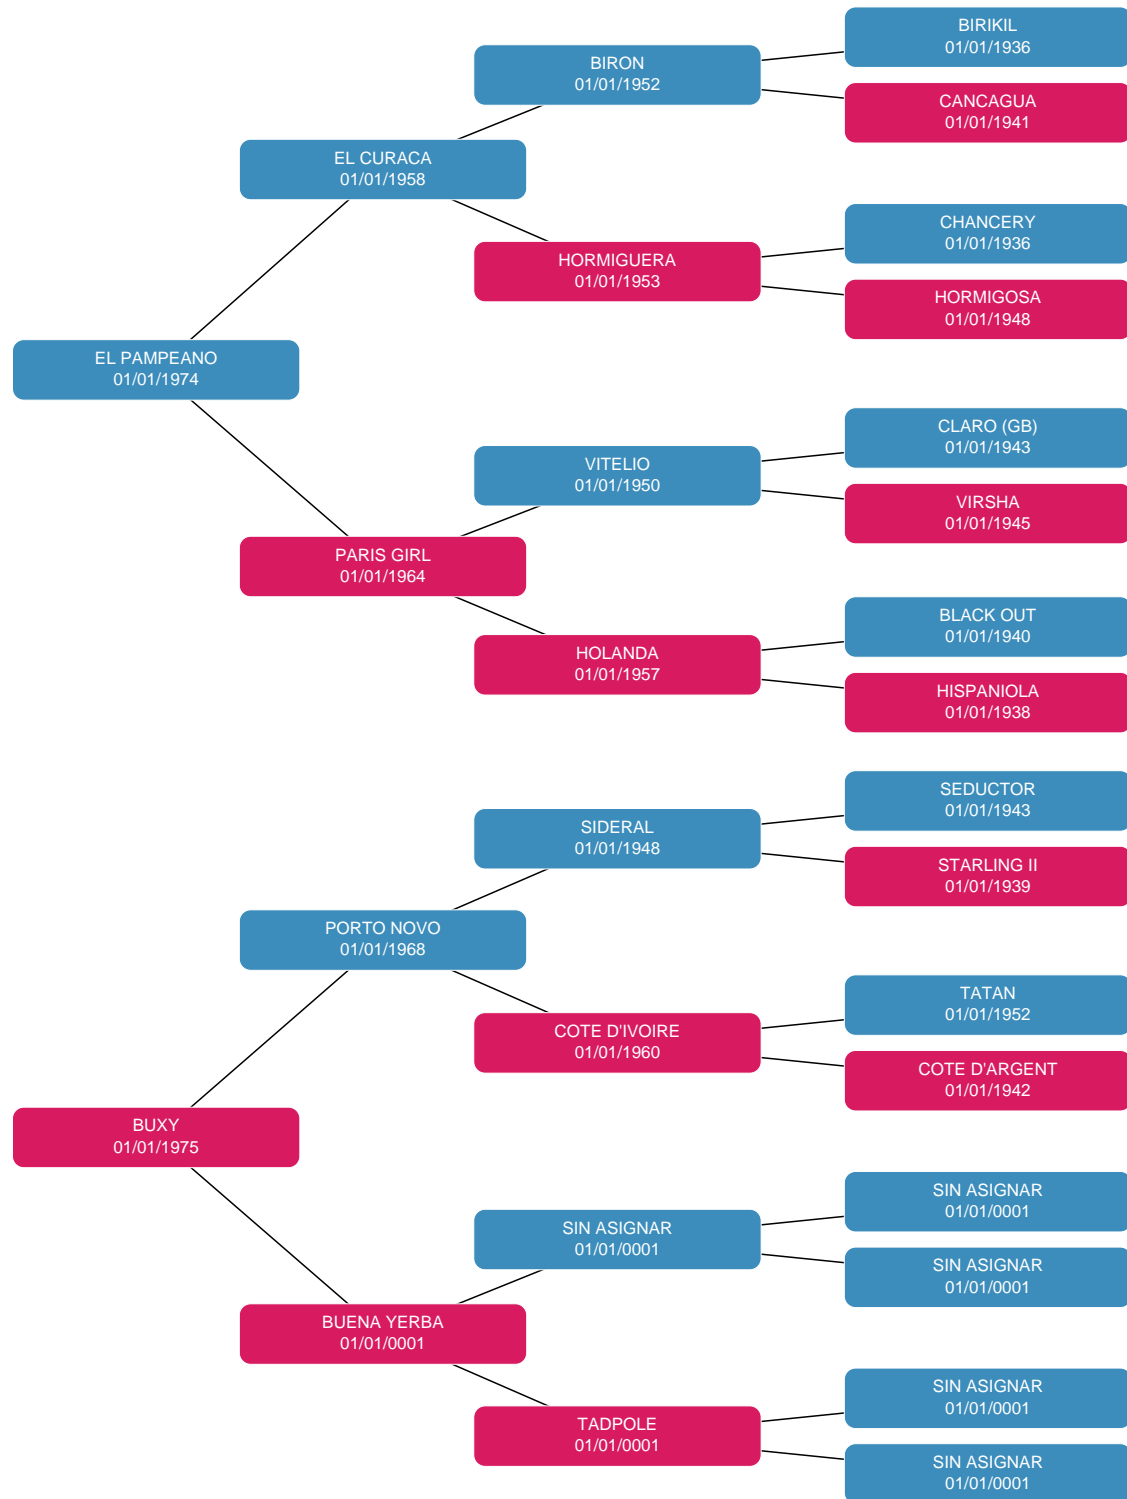 BIRIKIL
01/01/1936
BIRON
01/01/1952
CANCAGUA
01/01/1941
EL CURACA
01/01/1958
CHANCERY
01/01/1936
HORMIGUERA
01/01/1953
HORMIGOSA
01/01/1948
EL PAMPEANO
01/01/1974
CLARO (GB)
01/01/1943
VITELIO
01/01/1950
VIRSHA
01/01/1945
PARIS GIRL
01/01/1964
BLACK OUT
01/01/1940
HOLANDA
01/01/1957
HISPANIOLA
01/01/1938
SEDUCTOR
01/01/1943
SIDERAL
01/01/1948
STARLING II
01/01/1939
PORTO NOVO
01/01/1968
TATAN
01/01/1952
COTE D'IVOIRE
01/01/1960
COTE D'ARGENT
01/01/1942
BUXY
01/01/1975
SIN ASIGNAR
01/01/0001
SIN ASIGNAR
01/01/0001
SIN ASIGNAR
01/01/0001
BUENA YERBA
01/01/0001
SIN ASIGNAR
01/01/0001
TADPOLE
01/01/0001
SIN ASIGNAR
01/01/0001